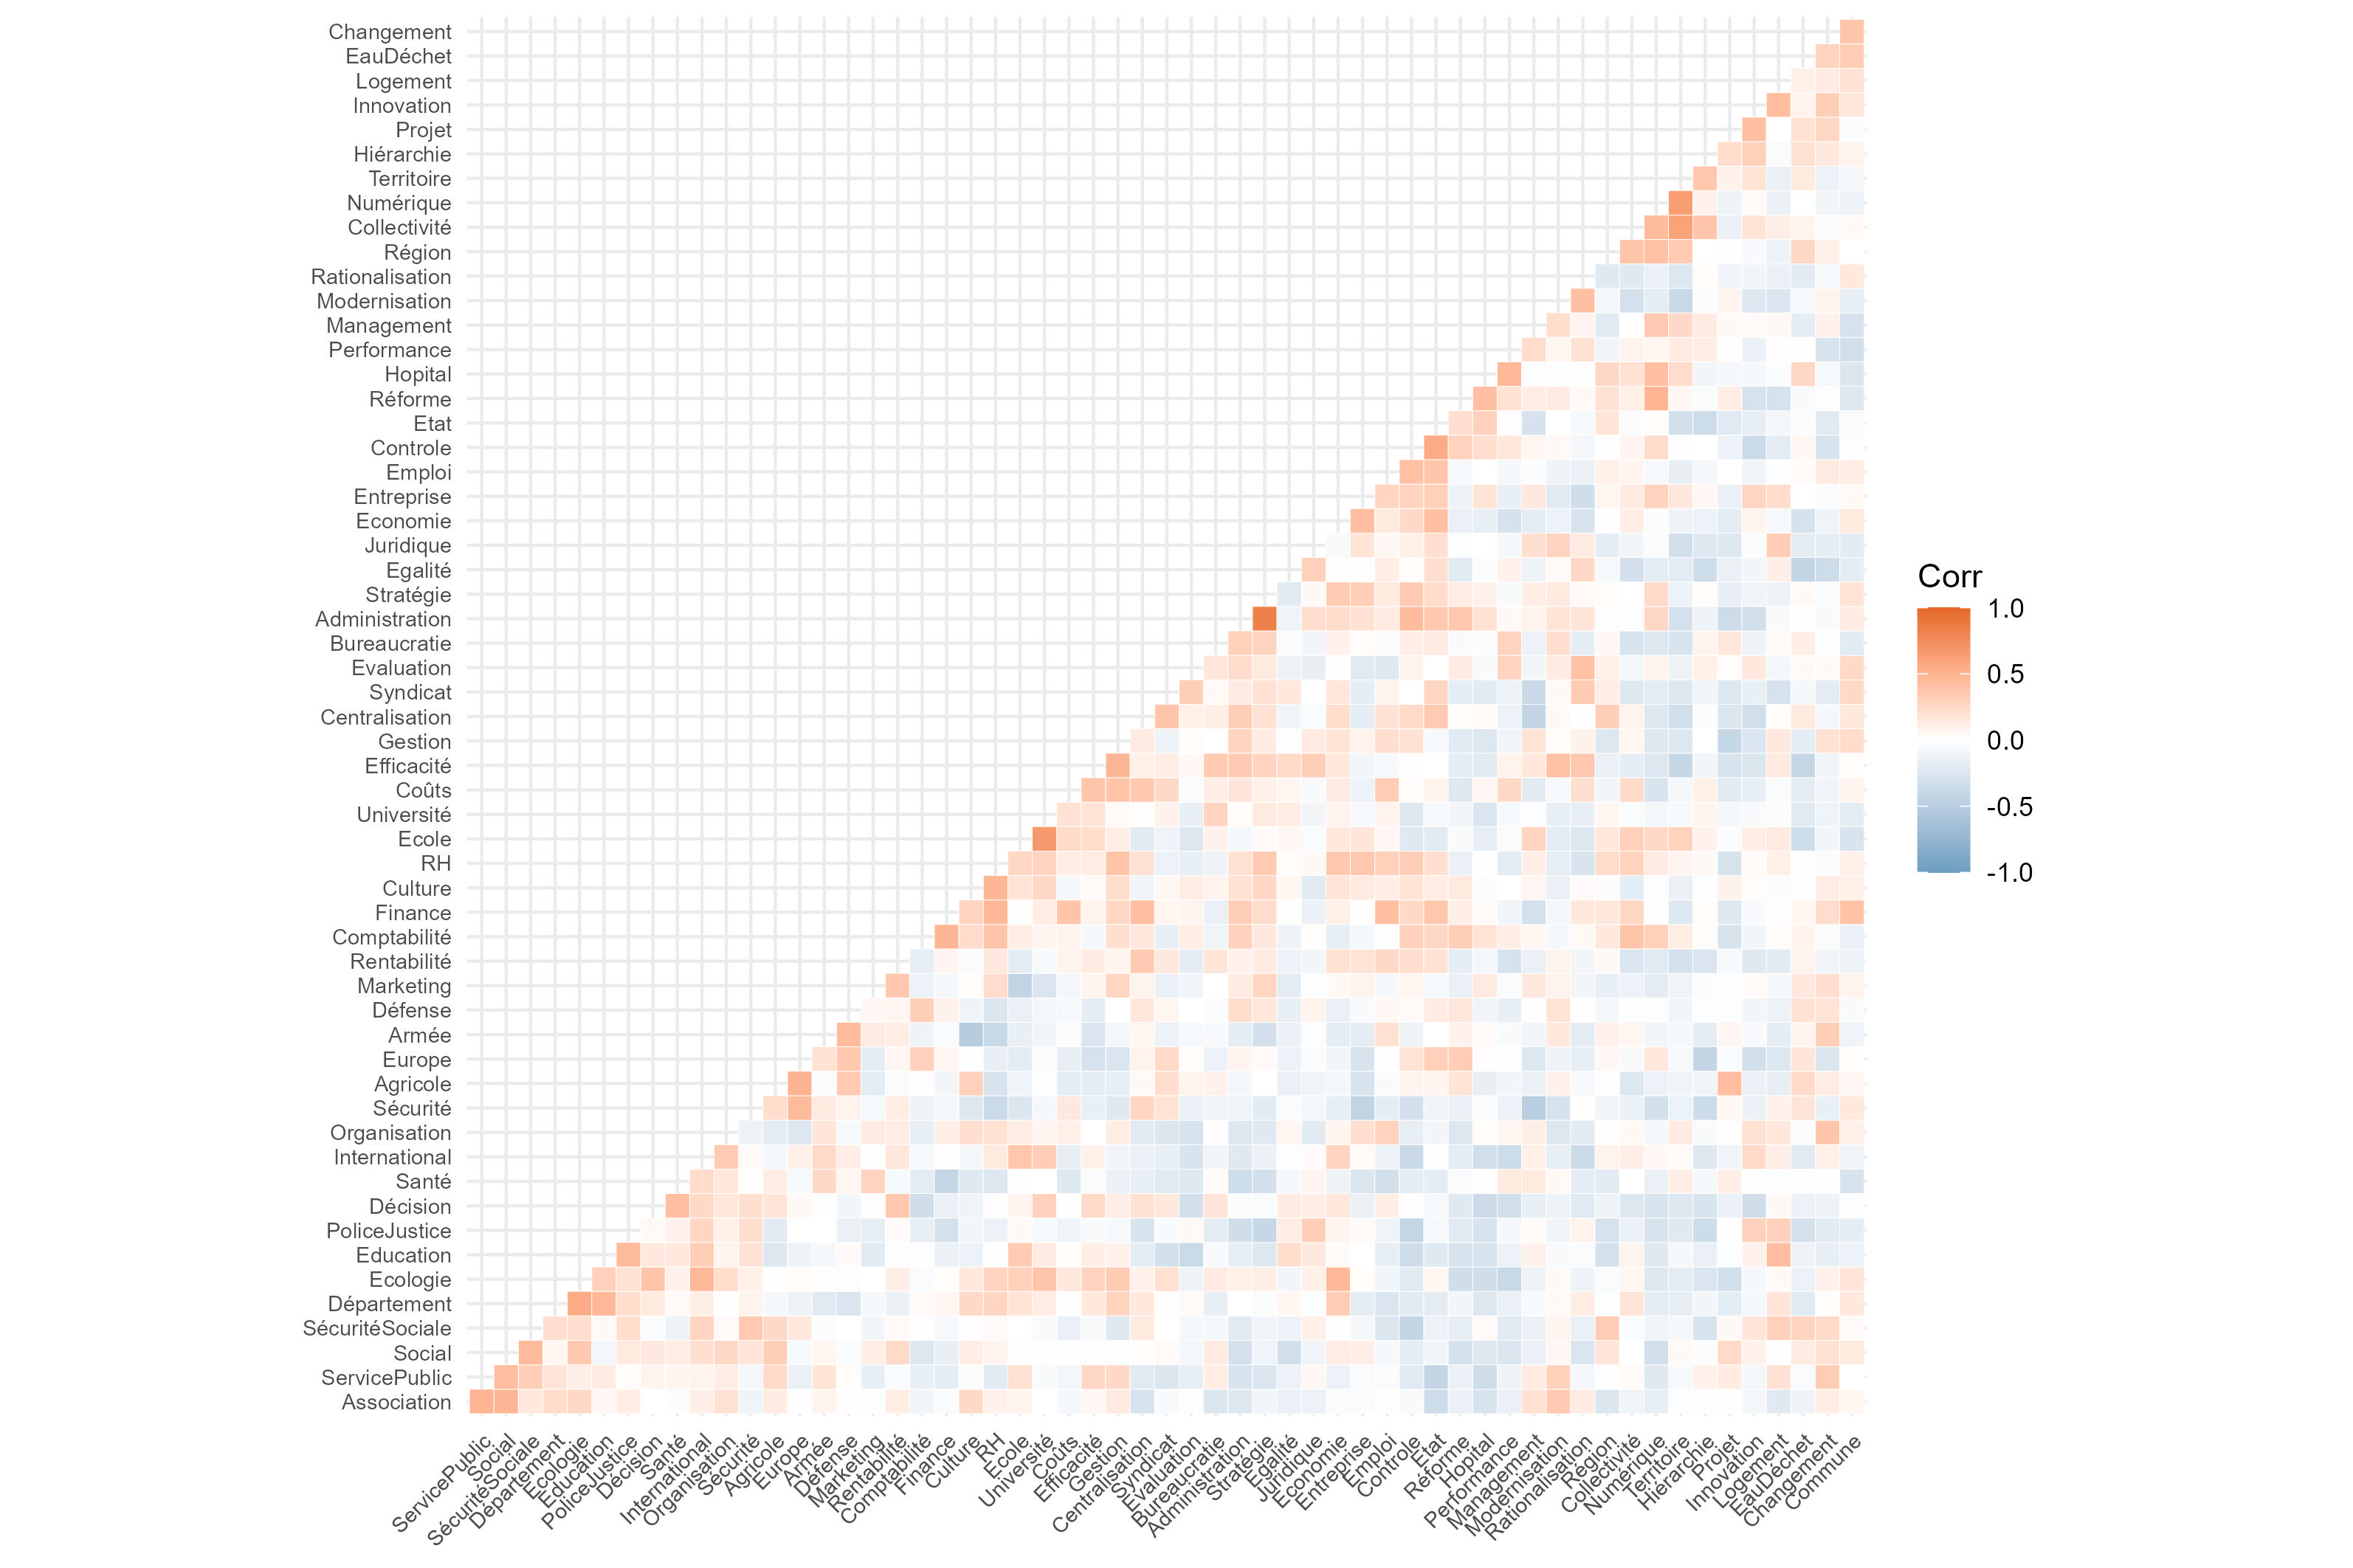 Changement
EauDéchet
Logement
Innovation
Projet
Hiérarchie
Territoire
Numérique
Collectivité
Région
Rationalisation
Modernisation
Management
Performance
Hopital
Réforme
Etat
Controle
Emploi
Entreprise
Economie
Juridique
Egalité
Stratégie
Administration
Bureaucratie
Evaluation
Syndicat
Centralisation
Gestion
Efficacité
Coûts
Université
Ecole
RH
Culture
Finance
Comptabilité
Rentabilité
Marketing
Défense
Armée
Europe
Agricole
Sécurité
Organisation
International
Santé
Décision
PoliceJustice
Education
Ecologie
Département
SécuritéSociale
Social
ServicePublic
Association
ServicePublic
Social
SécuritéSociale
Département
Ecologie
Education
PoliceJustice
Décision
Santé
International
Organisation
Sécurité
Agricole
Europe
Armée
Défense
Marketing
Rentabilité
Comptabilité
Finance
Culture
RH
Ecole
Université
Coûts
Efficacité
Gestion
Centralisation
Syndicat
Evaluation
Bureaucratie
Administration
Stratégie
Egalité
Juridique
Economie
Entreprise
Emploi
Controle
Etat
Réforme
Hopital
Performance
Management
Modernisation
Rationalisation
Région
Collectivité
Numérique
Territoire
Hiérarchie
Projet
Innovation
Logement
EauDéchet
Changement
Commune
Corr
1.0
0.5
0.0
-0.5
-1.0